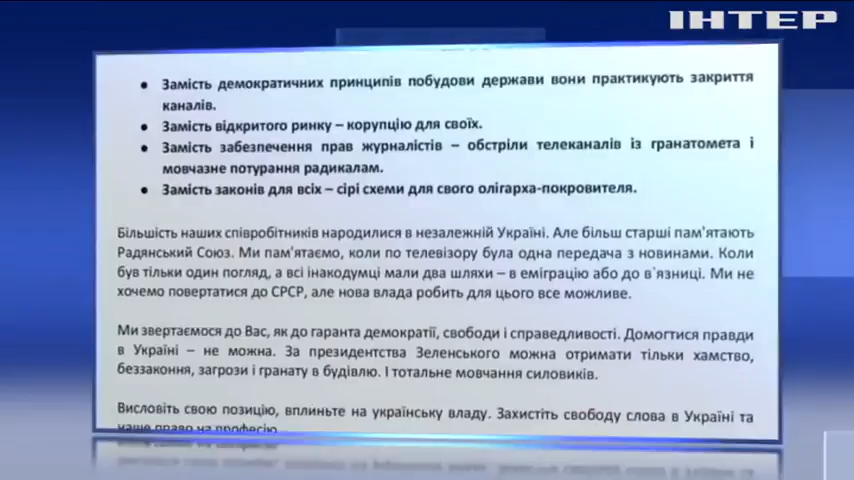 ІНТЕР
• Замість демократичних принципів побудови держави вони практикують закриття
каналів.
• Замість відкритого ринку – корупцію для своїх.
• Замість забезпечення прав журналістів – обстріли телеканалів із гранатомета і
мовчазне потурання радикалам.
• Замість законів для всіх – сірі схеми для свого олігарха-покровителя.
Більшість наших співробітників народилися в незалежній Україні. Але більш старші пам'ятають
Радянський Союз. Ми пам'ятаємо, коли по телевізору була одна передача з новинами. Коли
був тільки один погляд, а всі інакодумці мали два шляхи – в еміграцію або до в`язниці. Ми не
хочемо повертатися до СРСР, але нова влада робить для цього все можливе.
Ми звертаємося до Вас, як до гаранта демократії, свободи і справедливості. Домогтися правди
в Україні – не можна. За президентства Зеленського можна отримати тільки хамство,
беззаконня, загрози і гранату в будівлю. І тотальне мовчання силовиків.
Висловіть свою позицію, вплиньте на українську владу. Захистіть свободу слова в Україні та
наше право на професію.